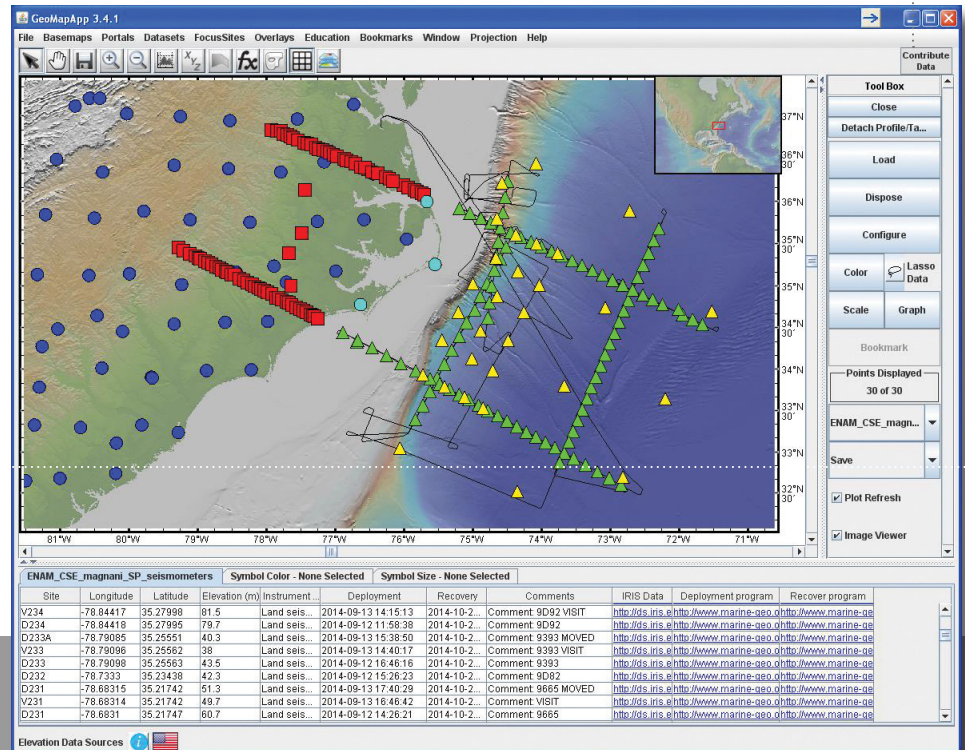 GeoMapApp 3.4.1
File Basemaps Portals Datasets FocusSites Overlays Education Bookmarks Window Projection Help
XYZ fx
Contribute
Data
Tool Box
Close
Detach Profile/Ta...
Load
Dispose
Configure
Color Lasso
Data
Scale Graph
Bookmark
Points Displayed
30 of 30
ENAM_CSE_magn...
Save
Plot Refresh
Image Viewer
37°N
36°N
30'
36°N
35°N
30'
35°N
34°N
30'
34°N
33°N
30'
33°N
32°N
30'
81°W 80°W 79°W 78°W 77°W 76°W 75°W 74°W 73°W 72°W 71°W
ENAM_CSE_magnani_SP_seismometers Symbol Color - None Selected Symbol Size - None Selected
Site Longitude Latitude Elevation (m) Instrument ... Deployment Recovery Comments IRIS Data Deployment program Recover program
V234 -78.84417 35.27998 81.5 Land seis... 2014-09-13 14:15:13 2014-10-2... Comment: 9D92 VISIT http://ds.iris.e http://www.marine-geo.o http://www.marine-ge
D234 -78.84418 35.27995 79.7 Land seis... 2014-09-12 11:58:38 2014-10-2... Comment: 9D92 http://ds.iris.e http://www.marine-geo.o http://www.marine-ge
D233A -78.79085 35.25551 40.3 Land seis... 2014-09-13 15:38:50 2014-10-2... Comment: 9393 MOVED http://ds.iris.e http://www.marine-geo.o http://www.marine-ge
V233 -78.79096 35.25562 38 Land seis... 2014-09-13 14:40:17 2014-10-2... Comment: 9393 VISIT http://ds.iris.e http://www.marine-geo.o http://www.marine-ge
D233 -78.79098 35.25563 43.5 Land seis... 2014-09-12 16:46:16 2014-10-2... Comment: 9393 http://ds.iris.e http://www.marine-geo.o http://www.marine-ge
D232 -78.7333 35.23438 42.3 Land seis... 2014-09-12 15:26:23 2014-10-2... Comment: 9D82 http://ds.iris.e http://www.marine-geo.o http://www.marine-ge
D231 -78.68315 35.21742 51.3 Land seis... 2014-09-13 17:40:29 2014-10-2... Comment: 9665 MOVED http://ds.iris.e http://www.marine-geo.o http://www.marine-ge
V231 -78.68314 35.21742 49.7 Land seis... 2014-09-13 16:46:42 2014-10-2... Comment: VISIT http://ds.iris.e http://www.marine-geo.o http://www.marine-ge
D231 -78.6831 35.21747 60.7 Land seis... 2014-09-12 14:26:21 2014-10-2... Comment: 9665 http://ds.iris.e http://www.marine-geo.o http://www.marine-ge
Elevation Data Sources i